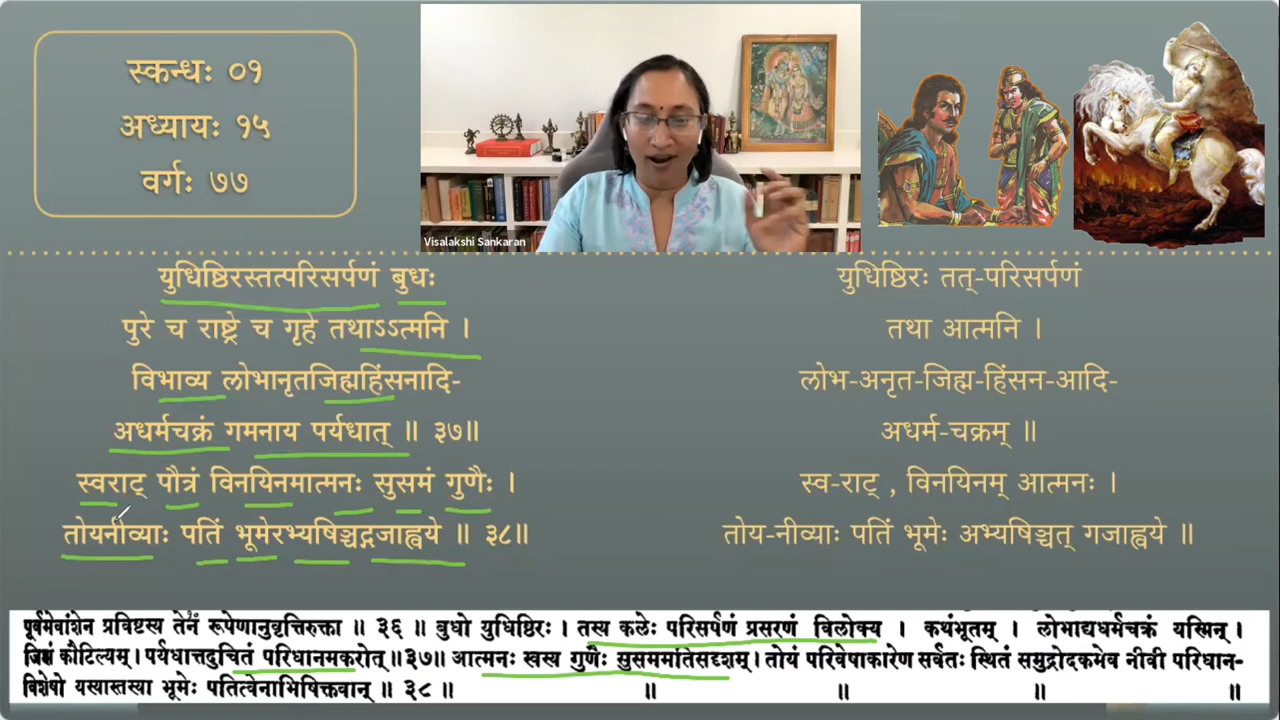 स्कन्धः ०१
अध्यायः १५
वर्गः ७७
Visalakshi Sankaran
युधिष्ठिरस्तत्परिसर्पणं बुधः
पुरे च राष्ट्रे च गृहे तथाऽऽत्मनि ।
विभाव्य लोभानृतजिह्महिंसनादि-
अधर्मचक्रं गमनाय पर्यधात् ॥ ३७॥
स्वराट् पौत्रं विनयिनमात्मनः सुसमं गुणैः ।
तोयनीव्याः पतिं भूमेरभ्यषिञ्चद्गजाह्वये ॥ ३८॥
युधिष्ठिरः तत्-परिसर्पणं
तथा आत्मनि ।
लोभ-अनृत-जिह्म-हिंसन-आदि-
अधर्म-चक्रम् ॥
स्व-राट् , विनयिनम् आत्मनः ।
तोय-नीव्याः पतिं भूमेः अभ्यषिञ्चत् गजाह्वये ॥
पूर्वमेवांशेन प्रविष्टस्य तेनं रूपेणानुवृत्तिरुक्ता ॥ ३६ ॥ बुधो युधिष्ठिरः । तस्य कलेः परिसर्पणं प्रसरणं विलोक्य । कथंभूतम् । लोभाद्यधर्मचक्रं यस्मिन् ।
जिह्मं कौटिल्यम् । पर्यधात्तदुचितं परिधानमकरोत् ॥ ३७ ॥ आत्मनः स्वस्य गुणैः सुसममतिसदृशम् । तोयं परिवेषाकारेण सर्वतः स्थितं समुद्रोदकमेव नीवी परिधान-
विशेषो यस्यास्तस्या भूमेः पतित्वेनाभिषिक्तवान् ॥ ३८ ॥ ॥ ॥ ॥ ॥